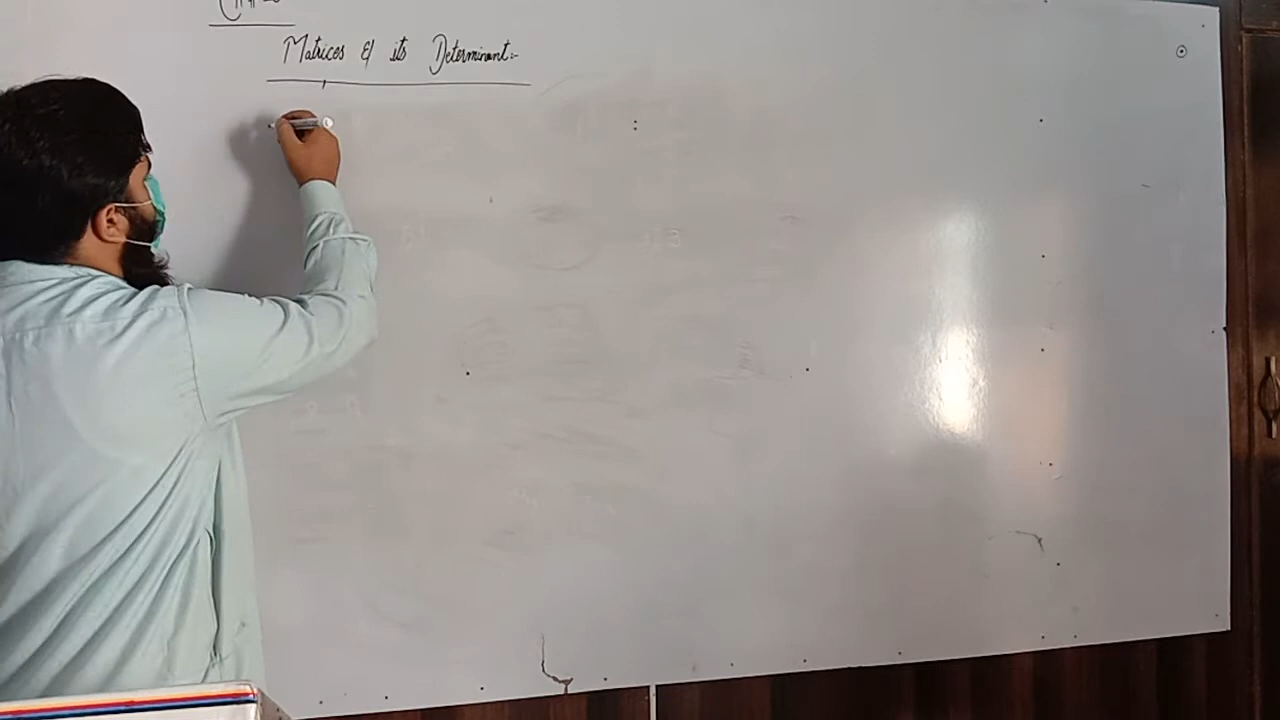 Matrices & its Determinant:-